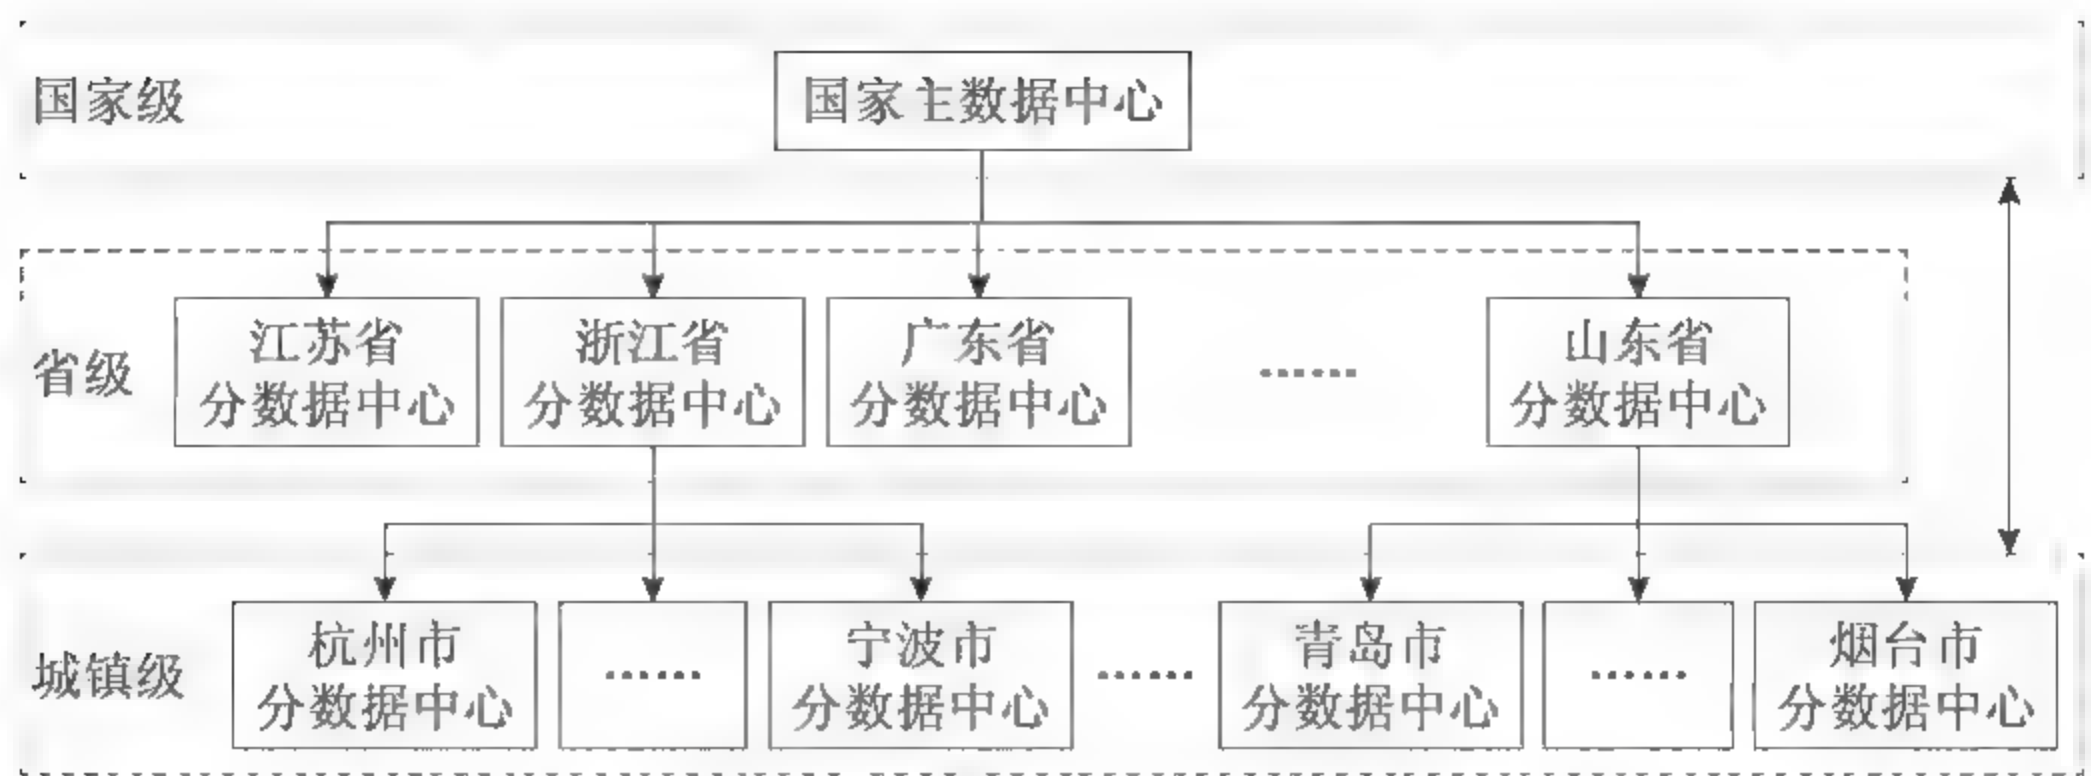 国家级
国家主数据中心
省级
江苏省
分数据中心
浙江省
分数据中心
广东省
分数据中心
……
山东省
分数据中心
城镇级
杭州市
分数据中心
……
宁波市
分数据中心
……
青岛市
分数据中心
……
烟台市
分数据中心